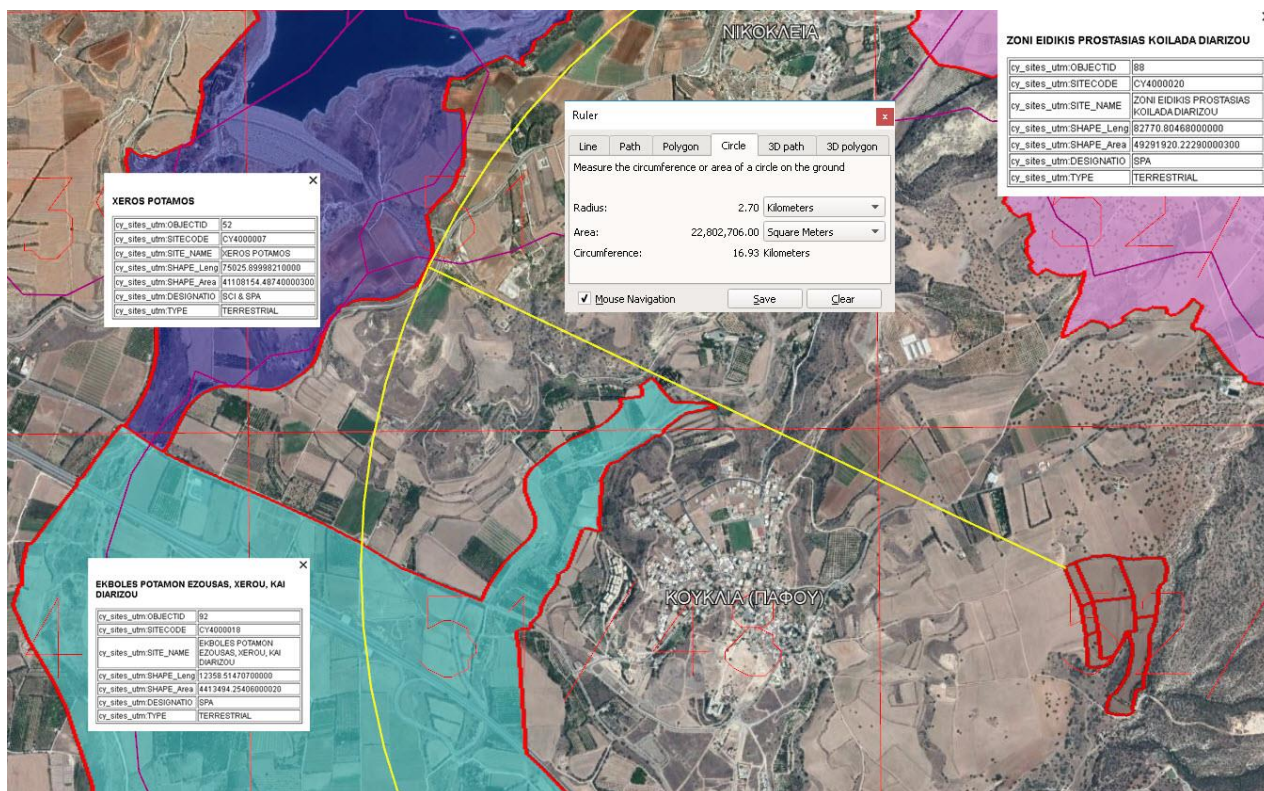 ΝΙΚΟΚΛΕΙΑ
ZONI EIDIKIS PROSTASIAS KOILADA DIARIZOU
cy_sites_utm:OBJECTID 88
cy_sites_utm:SITECODE CY4000020
cy_sites_utm:SITE_NAME ZONI EIDIKIS PROSTASIAS
KOILADA DIARIZOU
cy_sites_utm:SHAPE_Leng 82770.80468000000
cy_sites_utm:SHAPE_Area 49291920.22290000300
cy_sites_utm:DESIGNATIO SPA
cy_sites_utm:TYPE TERRESTRIAL
Ruler
Line Path Polygon Circle 3D path 3D polygon
Measure the circumference or area of a circle on the ground
Radius: 2.70 Kilometers
Area: 22,802,706.00 Square Meters
Circumference: 16.93 Kilometers
Mouse Navigation Save Clear
XEROS POTAMOS
cy_sites_utm:OBJECTID 52
cy_sites_utm:SITECODE CY4000007
cy_sites_utm:SITE_NAME XEROS POTAMOS
cy_sites_utm:SHAPE_Leng 75025.89998210000
cy_sites_utm:SHAPE_Area 41108154.48740000300
cy_sites_utm:DESIGNATIO SCI & SPA
cy_sites_utm:TYPE TERRESTRIAL
EKBOLES POTAMON EZOUSAS, XEROU, KAI
DIARIZOU
cy_sites_utm:OBJECTID 92
cy_sites_utm:SITECODE CY4000018
cy_sites_utm:SITE_NAME EKBOLES POTAMON
EZOUSAS, XEROU, KAI
DIARIZOU
cy_sites_utm:SHAPE_Leng 12358.51470700000
cy_sites_utm:SHAPE_Area 4413494.25406000020
cy_sites_utm:DESIGNATIO SPA
cy_sites_utm:TYPE TERRESTRIAL
ΚΟΥΚΛΙΑ (ΠΑΦΟΥ)